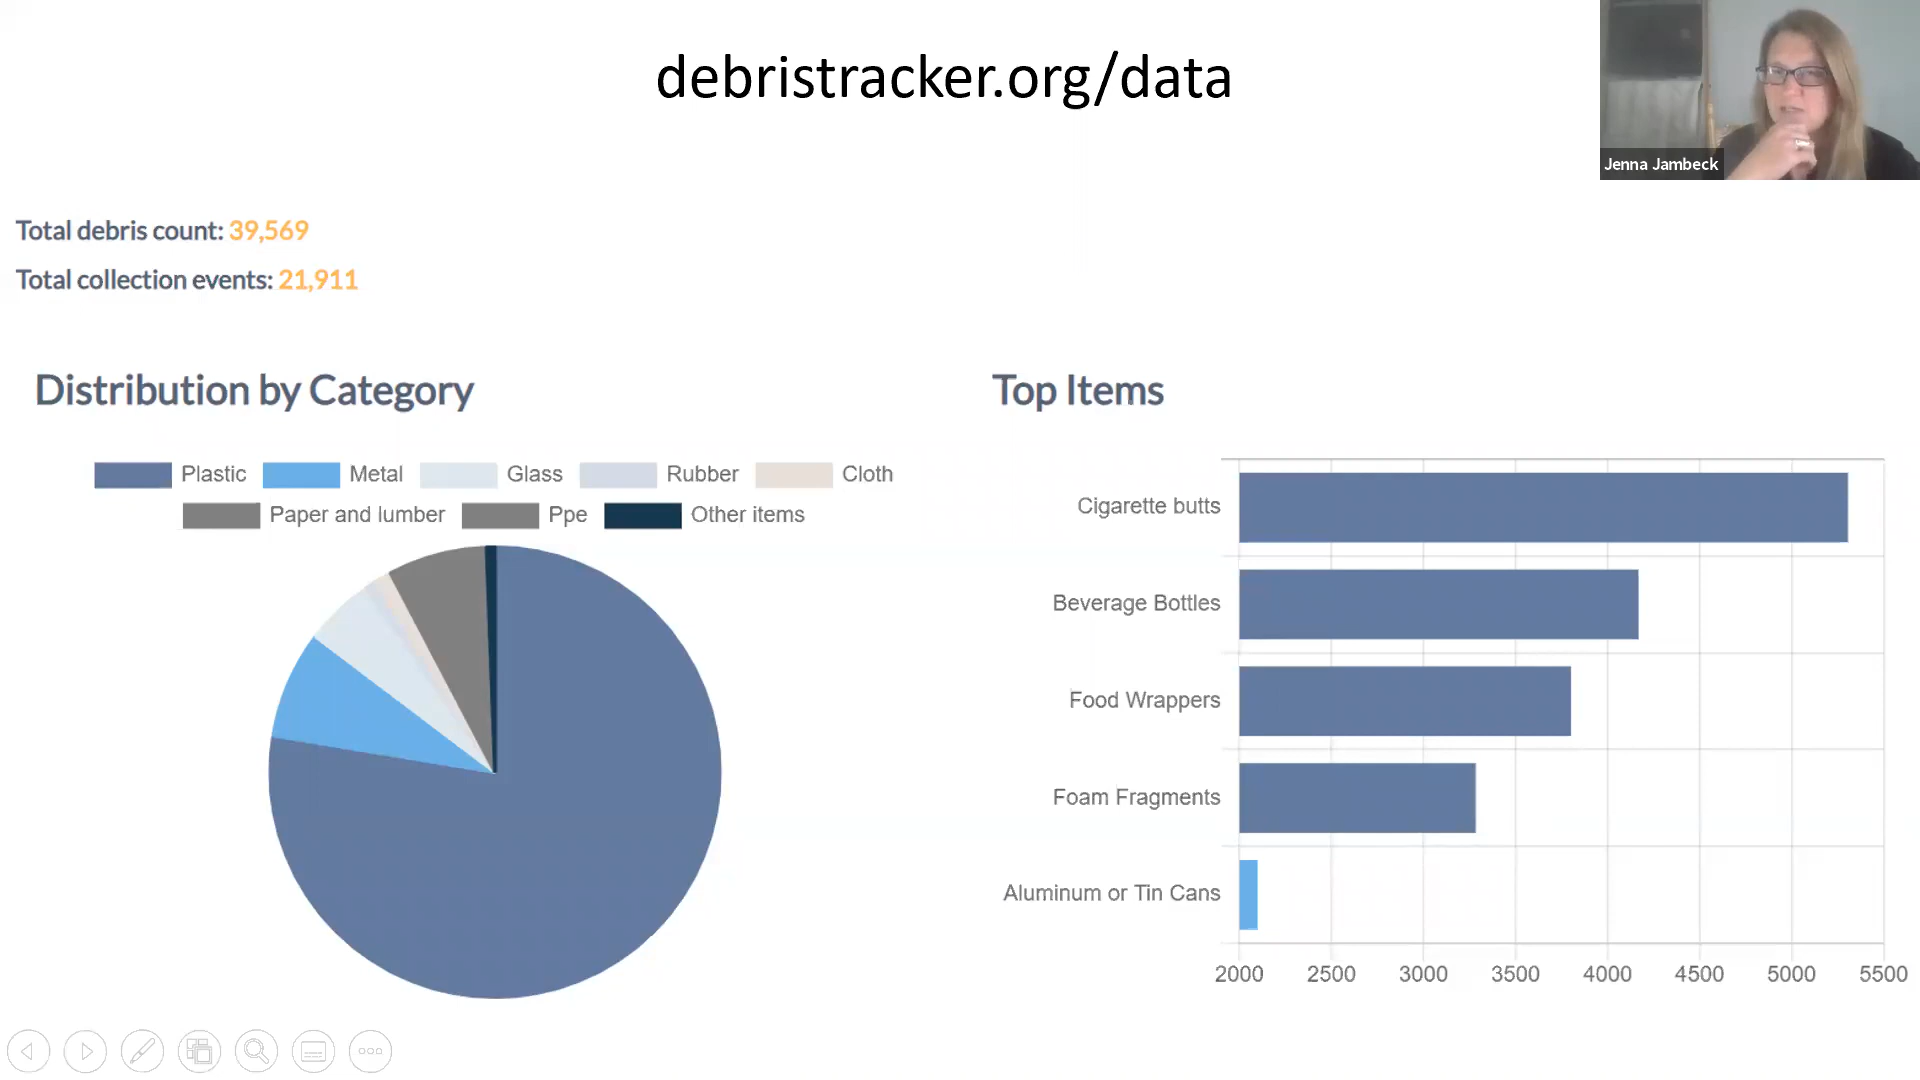 debristracker.org/data
Jenna Jambeck
Total debris count: 39,569
Total collection events: 21,911
Distribution by Category
Plastic Metal Glass Rubber Cloth
Paper and lumber Ppe Other items
Top Items
Cigarette butts
Beverage Bottles
Food Wrappers
Foam Fragments
Aluminum or Tin Cans
2000 2500 3000 3500 4000 4500 5000 5500